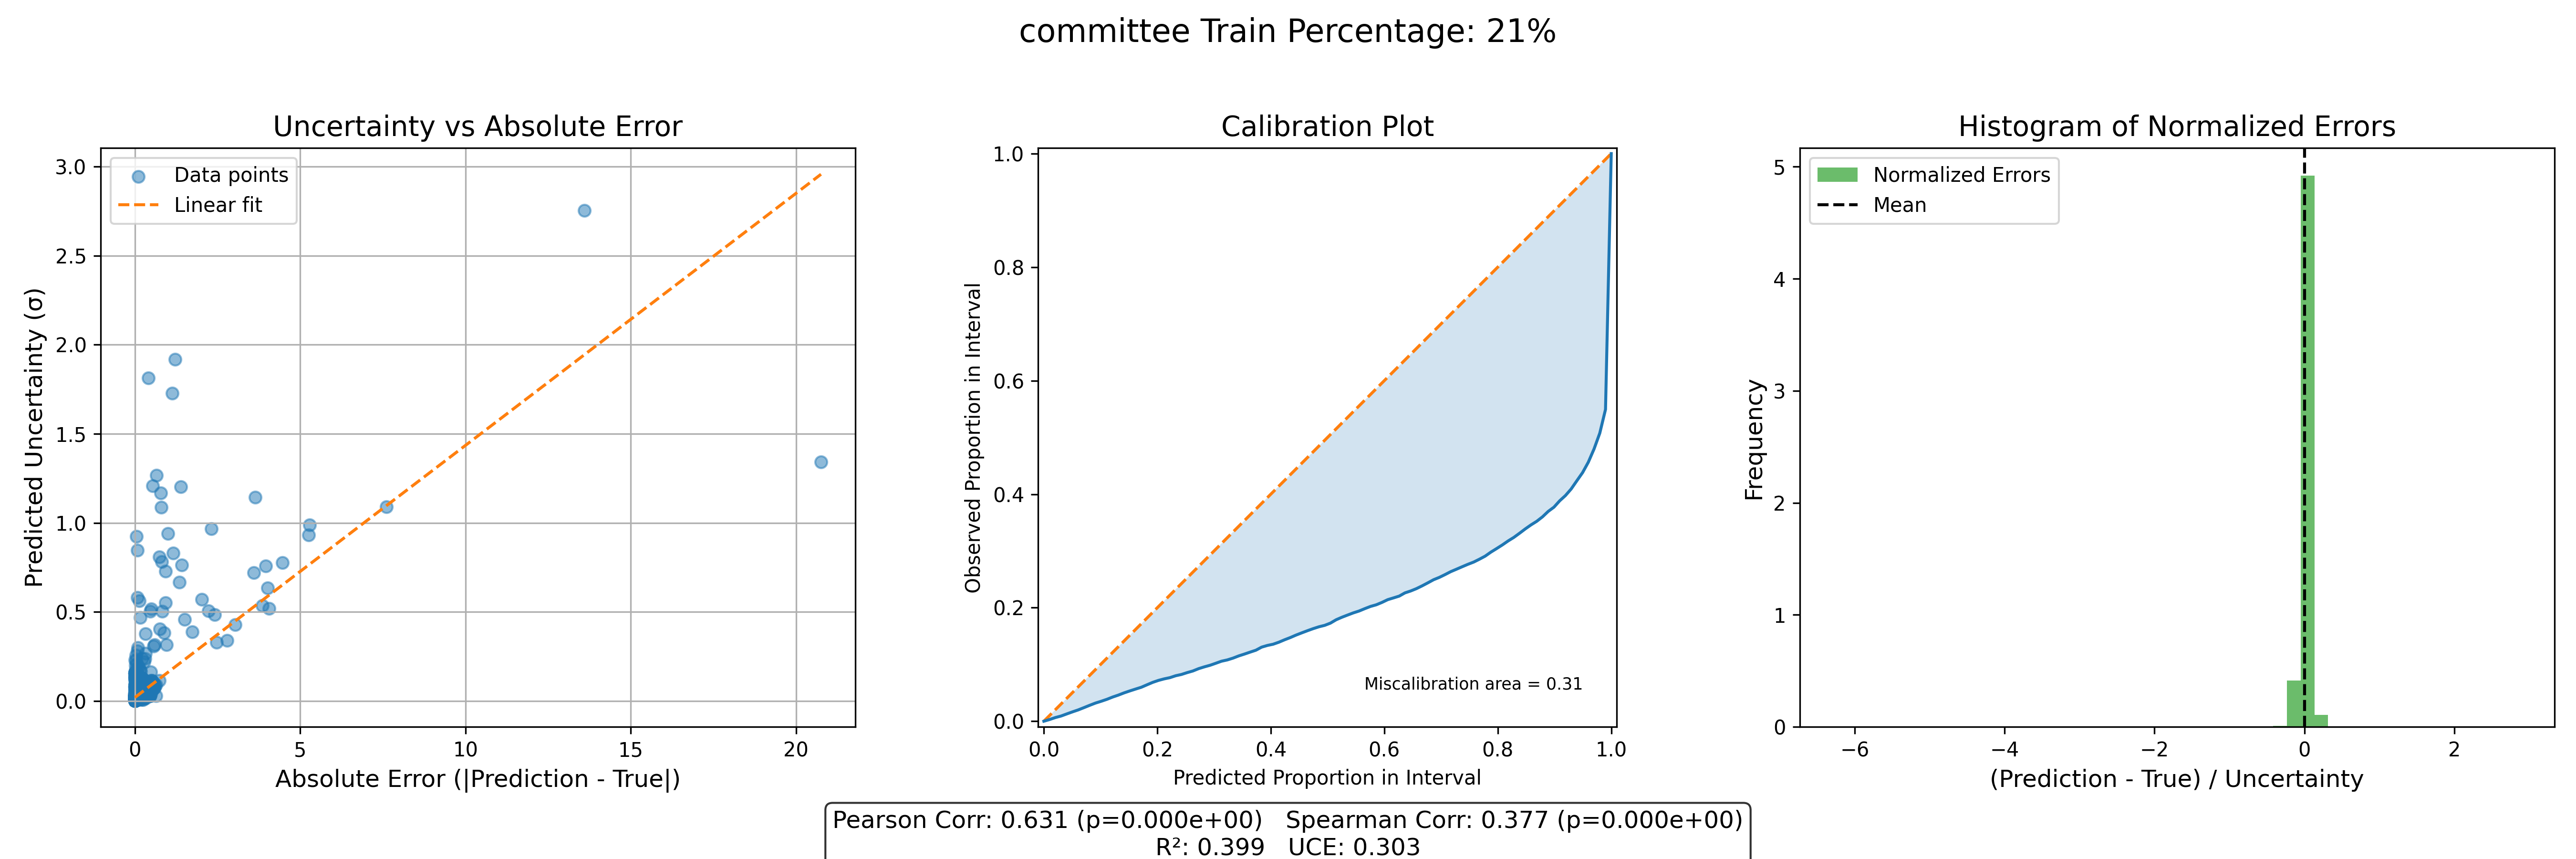 committee Train Percentage: 21%
Uncertainty vs Absolute Error
Data points
Linear fit
3.0
2.5
2.0
1.5
1.0
0.5
0.0
Predicted Uncertainty (σ)
0 5 10 15 20
Absolute Error (|Prediction - True|)
Calibration Plot
1.0
0.8
0.6
0.4
0.2
0.0
Observed Proportion in Interval
Miscalibration area = 0.31
0.0 0.2 0.4 0.6 0.8 1.0
Predicted Proportion in Interval
Histogram of Normalized Errors
Normalized Errors
Mean
5
4
3
2
1
0
Frequency
−6 −4 −2 0 2
(Prediction - True) / Uncertainty
Pearson Corr: 0.631 (p=0.000e+00) Spearman Corr: 0.377 (p=0.000e+00)
R²: 0.399 UCE: 0.303